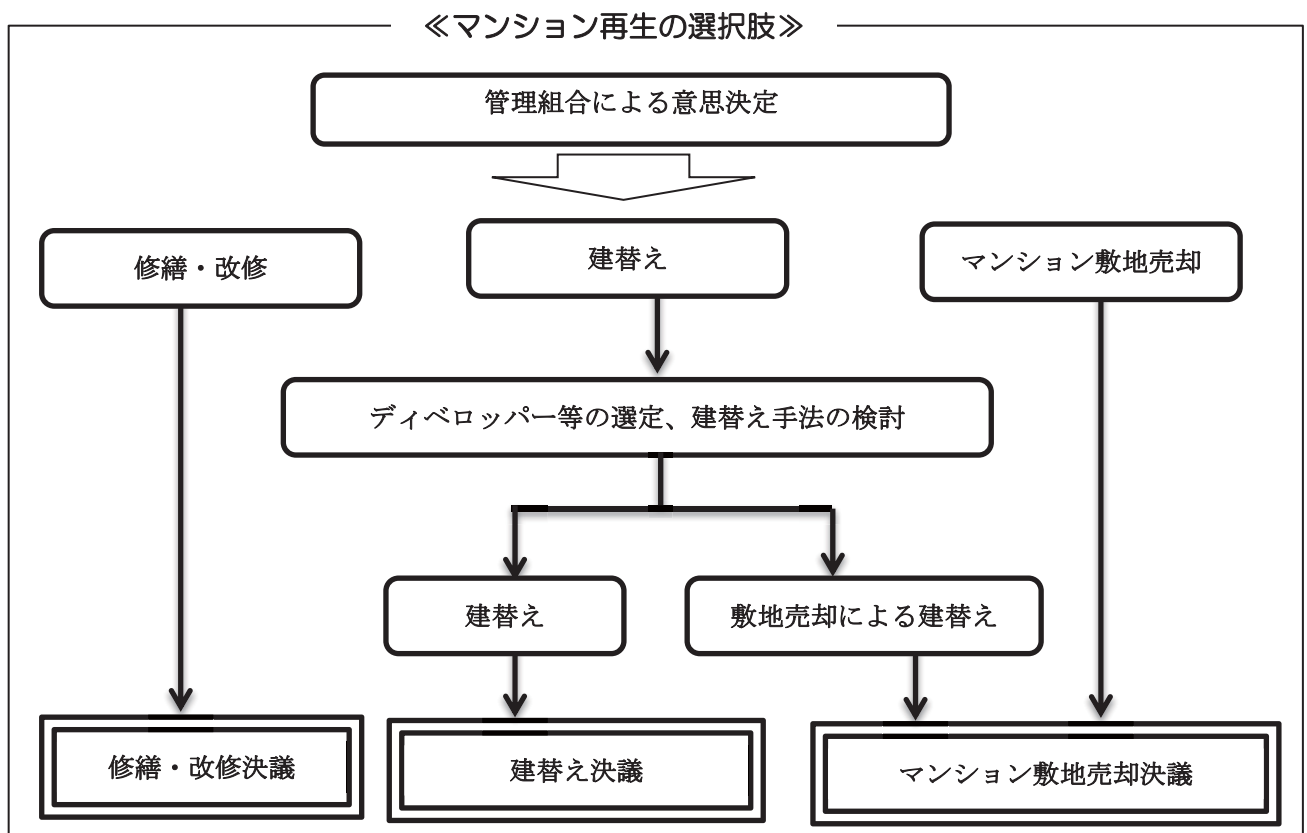 ≪マンション再生の選択肢≫
管理組合による意思決定
修繕・改修
建替え
マンション敷地売却
ディベロッパー等の選定、建替え手法の検討
建替え
敷地売却による建替え
修繕・改修決議
建替え決議
マンション敷地売却決議